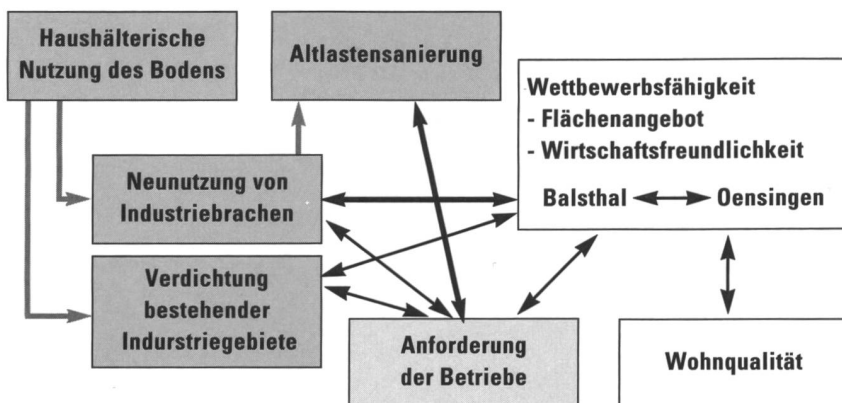 Haushälterische
Nutzung des Bodens
Altlastensanierung
Wettbewerbsfähigkeit
- Flächenangebot
- Wirtschaftsfreundlichkeit
Balsthal Oensingen
Neunutzung von
Industriebrachen
Verdichtung
bestehender
Indurstriegebiete
Anforderung
der Betriebe
Wohnqualität